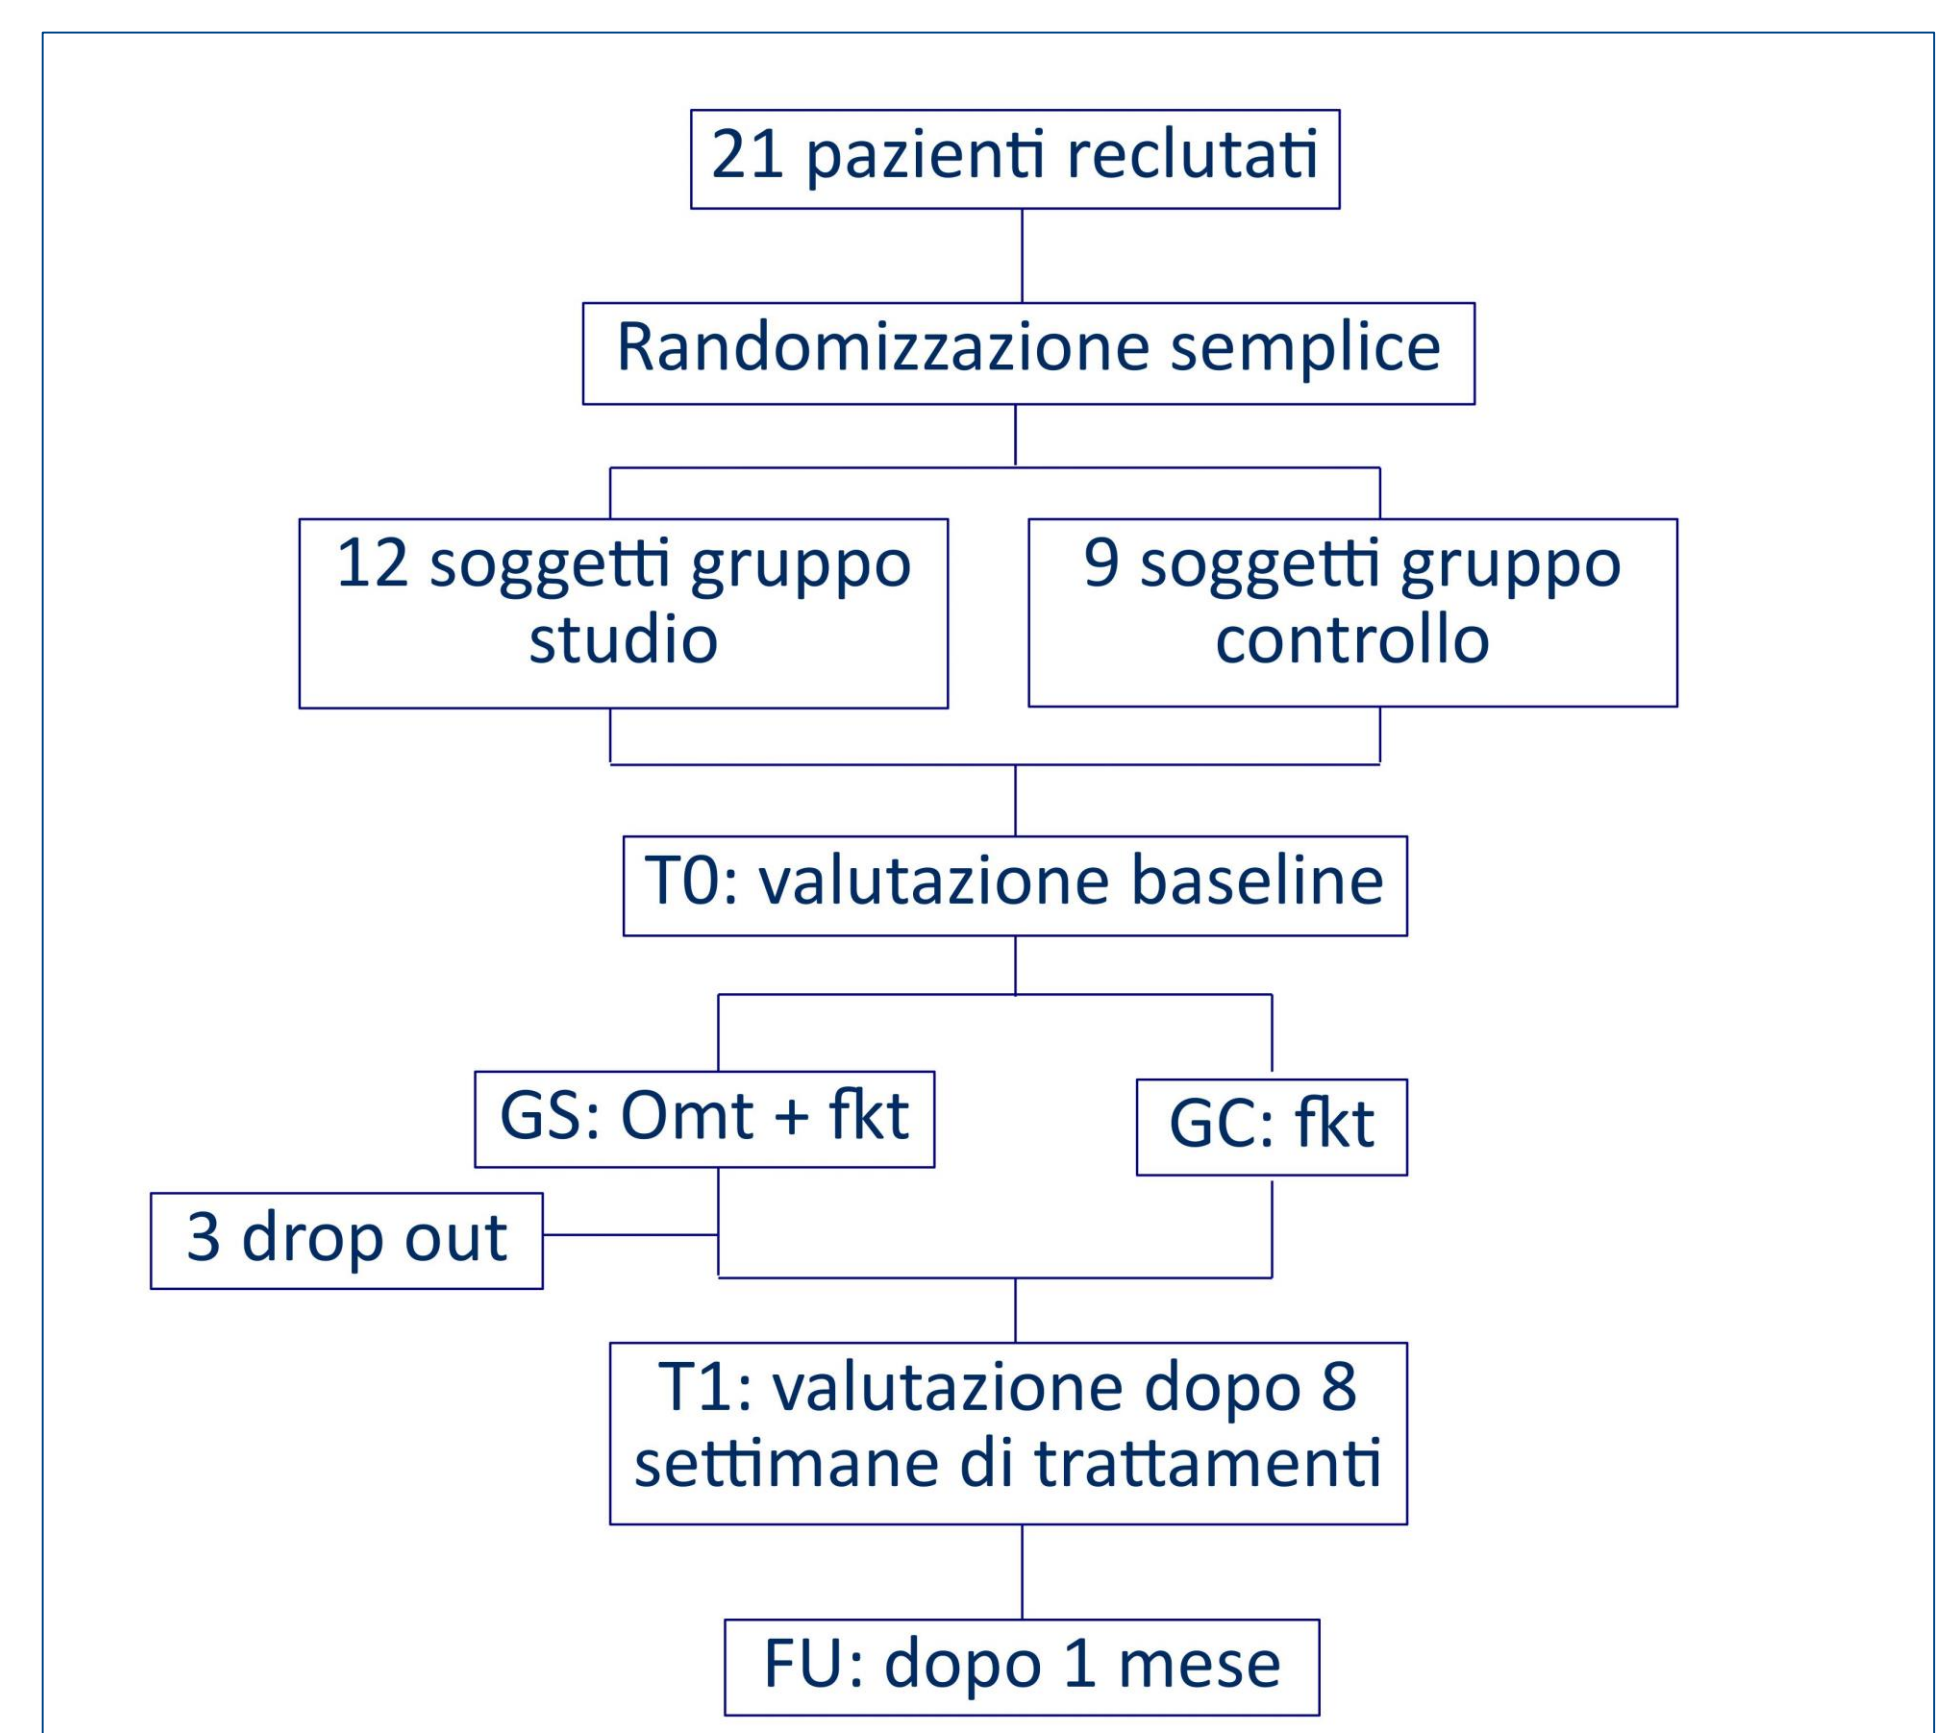 21 pazienti reclutati
Randomizzazione semplice
12 soggetti gruppo
studio
9 soggetti gruppo
controllo
T0: valutazione baseline
GS: Omt + fkt
GC: fkt
3 drop out
T1: valutazione dopo 8
settimane di trattamenti
FU: dopo 1 mese